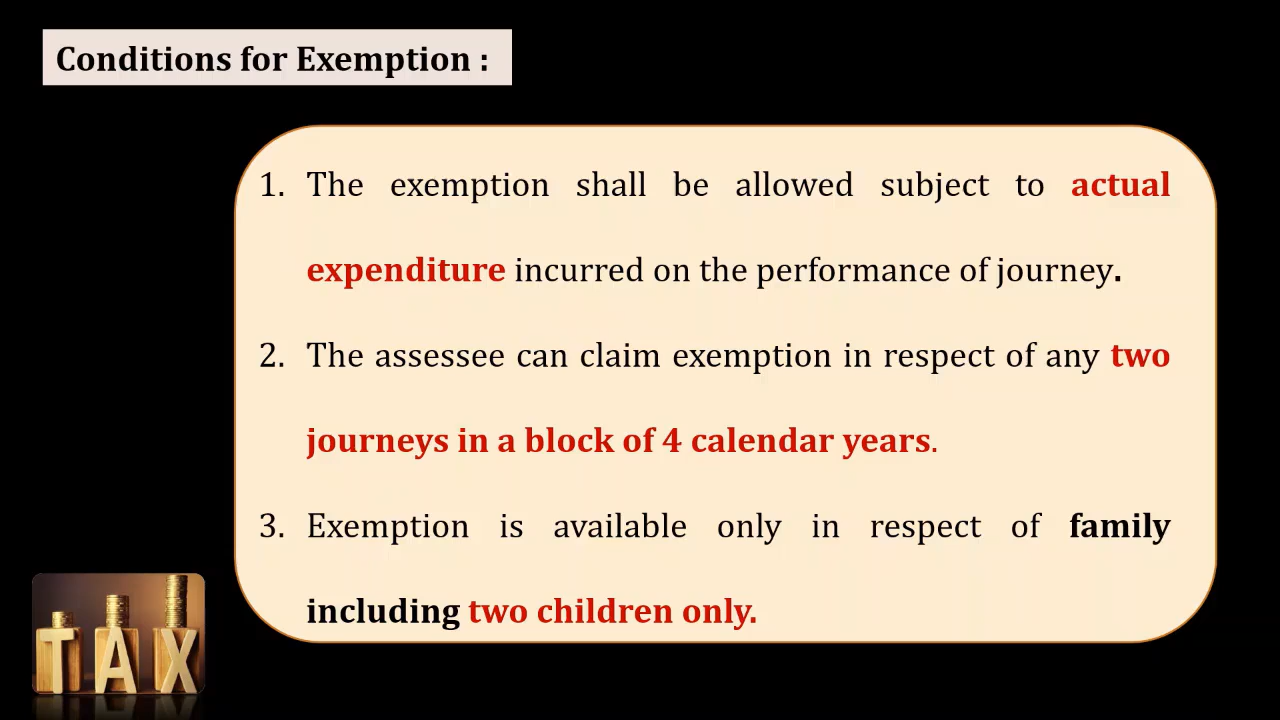 Conditions for Exemption :
1. The exemption shall be allowed subject to actual
expenditure incurred on the performance of journey.
2. The assessee can claim exemption in respect of any two
journeys in a block of 4 calendar years.
3. Exemption is available only in respect of family
including two children only.
TAX